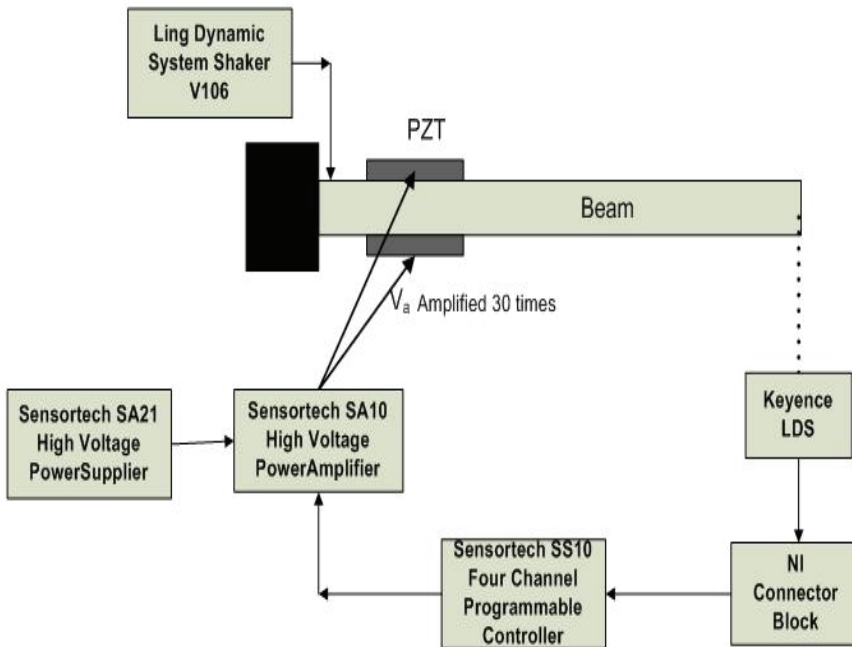 Ling Dynamic
System Shaker
V106
PZT
Beam
Va Amplified 30 times
Sensortech SA21
High Voltage
PowerSupplier
Sensortech SA10
High Voltage
PowerAmplifier
Keyence
LDS
Sensortech SS10
Four Channel
Programmable
Controller
NI
Connector
Block